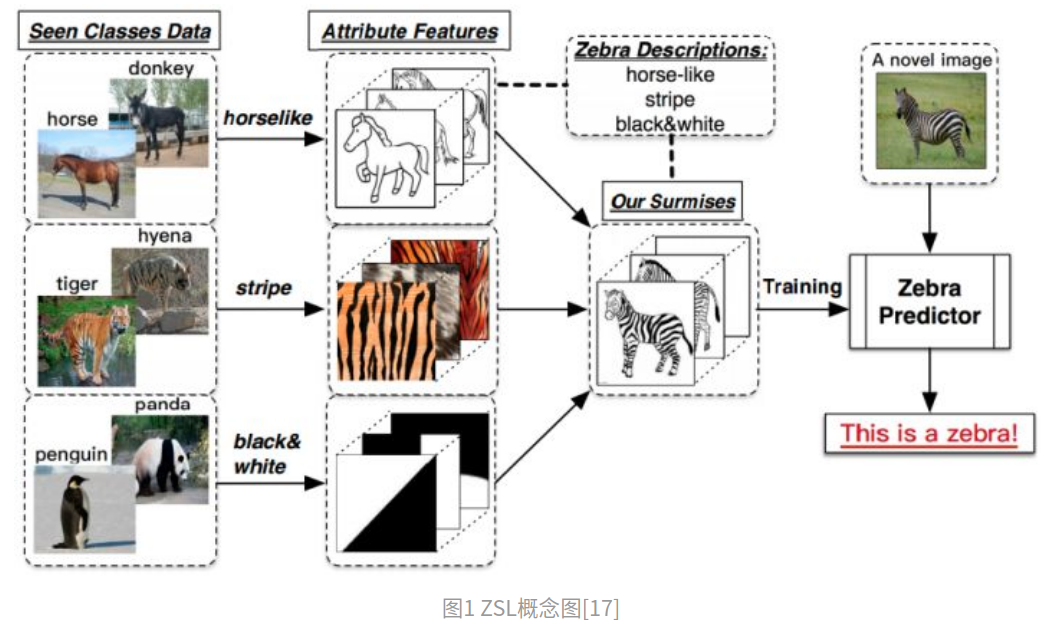 Seen Classes Data
donkey
horse
horselike
hyena
tiger
stripe
panda
penguin
black&
white
Attribute Features
Zebra Descriptions:
horse-like
stripe
black&white
Our Surmises
Training
A novel image
Zebra
Predictor
This is a zebra!
图1 ZSL概念图[17]